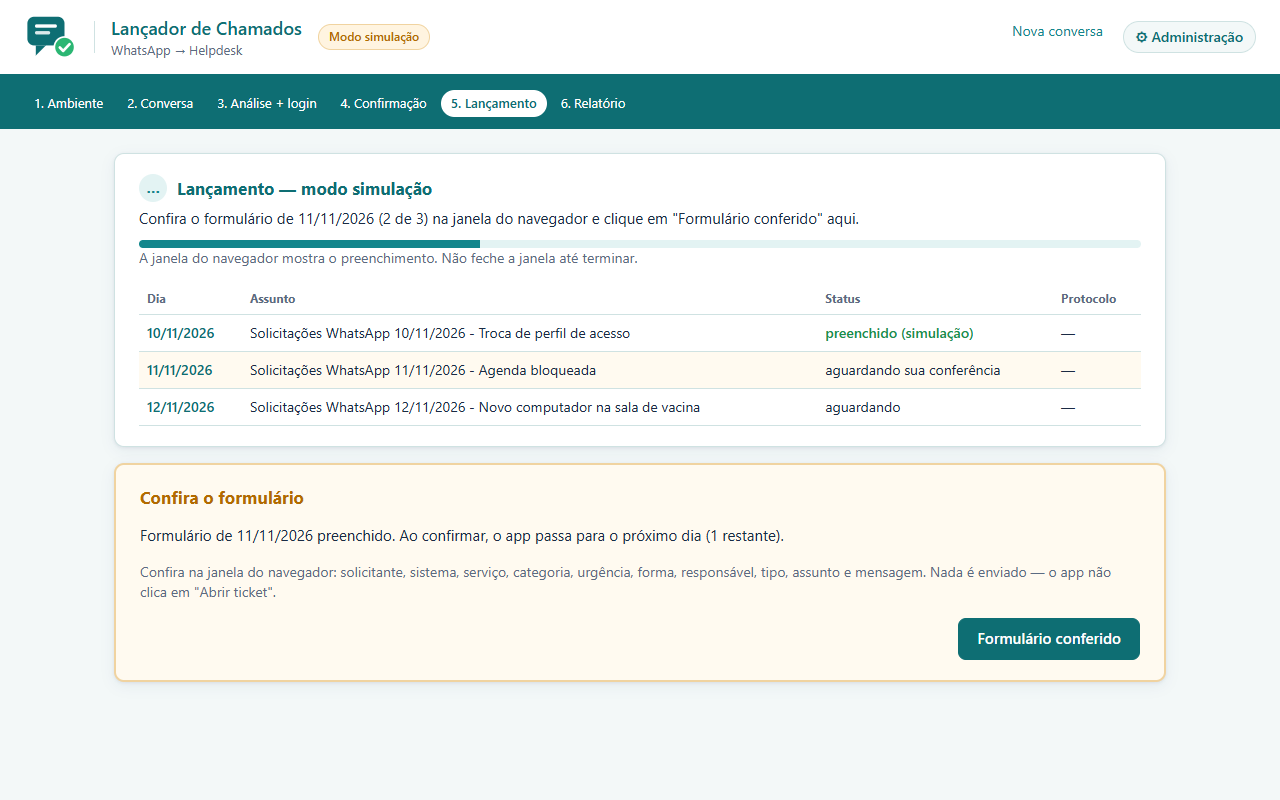 Lançador de Chamados
WhatsApp → Helpdesk
Modo simulação
Nova conversa
⚙ Administração
1. Ambiente
2. Conversa
3. Análise + login
4. Confirmação
5. Lançamento
6. Relatório
... Lançamento — modo simulação
Confira o formulário de 11/11/2026 (2 de 3) na janela do navegador e clique em "Formulário conferido" aqui.
A janela do navegador mostra o preenchimento. Não feche a janela até terminar.
Dia Assunto Status Protocolo
10/11/2026 Solicitações WhatsApp 10/11/2026 - Troca de perfil de acesso preenchido (simulação) —
11/11/2026 Solicitações WhatsApp 11/11/2026 - Agenda bloqueada aguardando sua conferência —
12/11/2026 Solicitações WhatsApp 12/11/2026 - Novo computador na sala de vacina aguardando —
Confira o formulário
Formulário de 11/11/2026 preenchido. Ao confirmar, o app passa para o próximo dia (1 restante).
Confira na janela do navegador: solicitante, sistema, serviço, categoria, urgência, forma, responsável, tipo, assunto e mensagem. Nada é enviado — o app não
clica em "Abrir ticket".
Formulário conferido